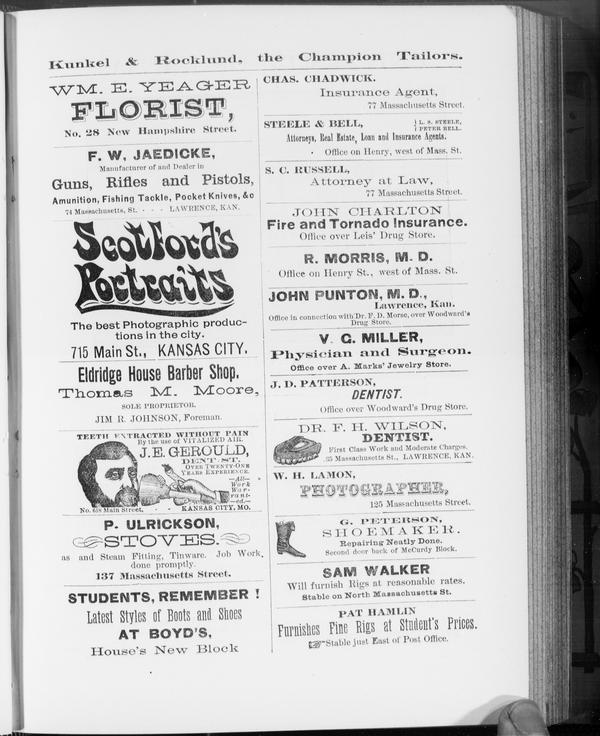 Kunkel & Rocklund, the Champion Tailors.
WM. E. YEAGER
FLORIST,
No. 28 New Hampshire Street.
F. W. JAEDICKE,
Manufacturer of and Dealer in
Guns, Rifles and Pistols,
Amunition, Fishing Tackle, Pocket Knives, &c
74 Massachusetts, St. - - - LAWRENCE, KAN.
Scotford's
Portraits
The best Photographic produc-
tions in the city.
715 Main St., KANSAS CITY.
Eldridge House Barber Shop.
Thomas M. Moore,
SOLE PROPRIETOR.
JIM R. JOHNSON, Foreman.
TEETH EXTRACTED WITHOUT PAIN
By the use of VITALIZED AIR.
J. E. GEROULD,
DENT-ST.
OVER TWENTY-ONE
YEARS EXPERIENCE.
—All—
Work
War-
rant-
—ed—
No. 618 Main Street, - - KANSAS CITY, MO.
P. ULRICKSON,
STOVES.
as and Steam Fitting, Tinware. Job Work
done promptly.
137 Massachusetts Street.
STUDENTS, REMEMBER !
Latest Styles of Boots and Shoes
AT BOYD'S,
House's New Block
CHAS. CHADWICK.
Insurance Agent,
77 Massachusetts Street.
STEELE & BELL, } L. S. STEELE,
} PETER BELL.
Attorneys, Real Estate, Loan and Insurance Agents.
Office on Henry, west of Mass. St.
S. C. RUSSELL,
Attorney at Law,
77 Massachusetts Street.
JOHN CHARLTON
Fire and Tornado Insurance.
Office over Leis' Drug Store.
R. MORRIS, M. D.
Office on Henry St., west of Mass. St.
JOHN PUNTON, M. D.,
Lawrence, Kan.
Office in connection with Dr. F. D. Morse, over Woodward's
Drug Store.
V. G. MILLER,
Physician and Surgeon.
Office over A. Marks' Jewelry Store.
J. D. PATTERSON,
DENTIST.
Office over Woodward's Drug Store.
DR. F. H. WILSON,
DENTIST.
First Class Work and Moderate Charges.
35 Massachusetts St., LAWRENCE, KAN.
W. H. LAMON,
PHOTOGRAPHER,
125 Massachusetts Street.
G. PETERSON,
SHOEMAKER.
Repairing Neatly Done.
Second door back of McCurdy Block.
SAM WALKER
Will furnish Rigs at reasonable rates.
Stable on North Massachusetts St.
PAT HAMLIN
Furnishes Fine Rigs at Student's Prices.
Stable just East of Post Office.